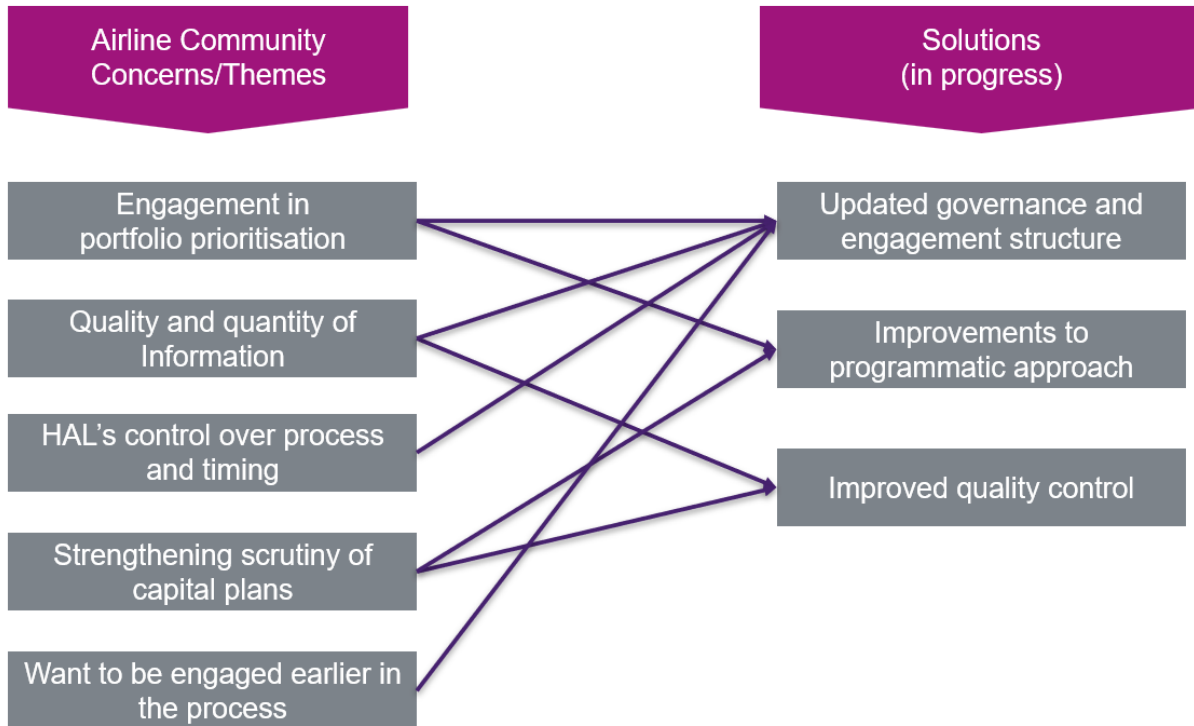 Airline Community
Concerns/Themes
Solutions
(in progress)
Engagement in
portfolio prioritisation
Updated governance and
engagement structure
Quality and quantity of
Information
Improvements to
programmatic approach
HAL’s control over process
and timing
Improved quality control
Strengthening scrutiny of
capital plans
Want to be engaged earlier in
the process